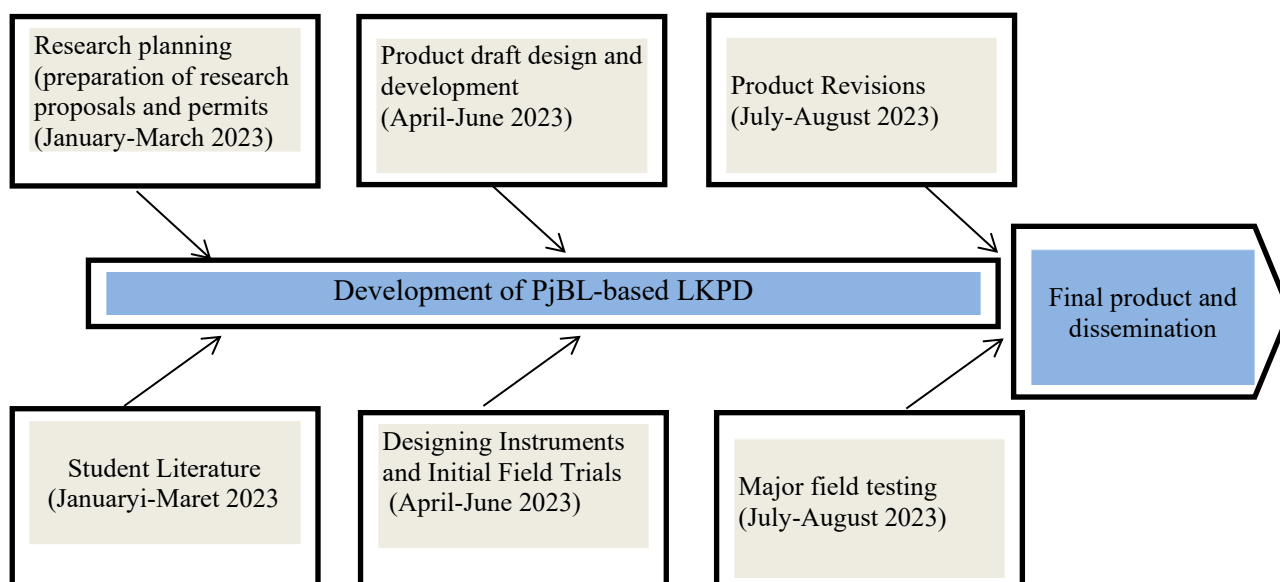 Research planning
(preparation of research
proposals and permits
(January-March 2023)
Product draft design and
development
(April-June 2023)
Product Revisions
(July-August 2023)
Development of PjBL-based LKPD
Final product and
dissemination
Student Literature
(Januaryi-Maret 2023
Designing Instruments
and Initial Field Trials
(April-June 2023)
Major field testing
(July-August 2023)